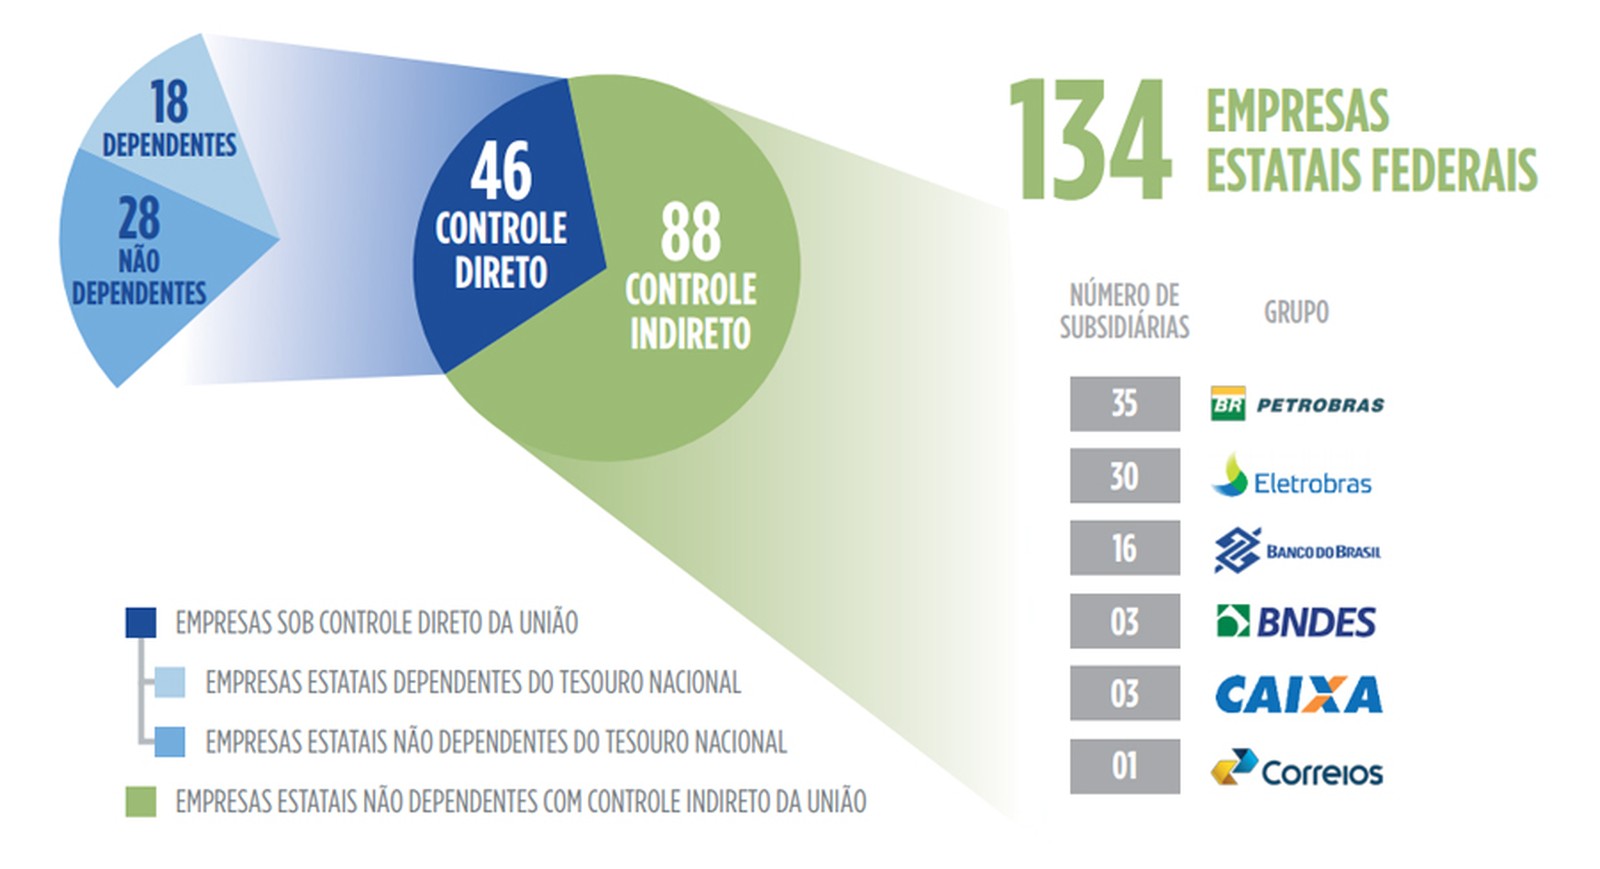 18
DEPENDENTES
28
NÃO
DEPENDENTES
46
CONTROLE
DIRETO
88
CONTROLE
INDIRETO
134 EMPRESAS
ESTATAIS FEDERAIS
NÚMERO DE
SUBSIDIÁRIAS
GRUPO
35 BR PETROBRAS
30 Eletrobras
16 BANCO DO BRASIL
03 BNDES
03 CAIXA
01 Correios
EMPRESAS SOB CONTROLE DIRETO DA UNIÃO
EMPRESAS ESTATAIS DEPENDENTES DO TESOURO NACIONAL
EMPRESAS ESTATAIS NÃO DEPENDENTES DO TESOURO NACIONAL
EMPRESAS ESTATAIS NÃO DEPENDENTES COM CONTROLE INDIRETO DA UNIÃO